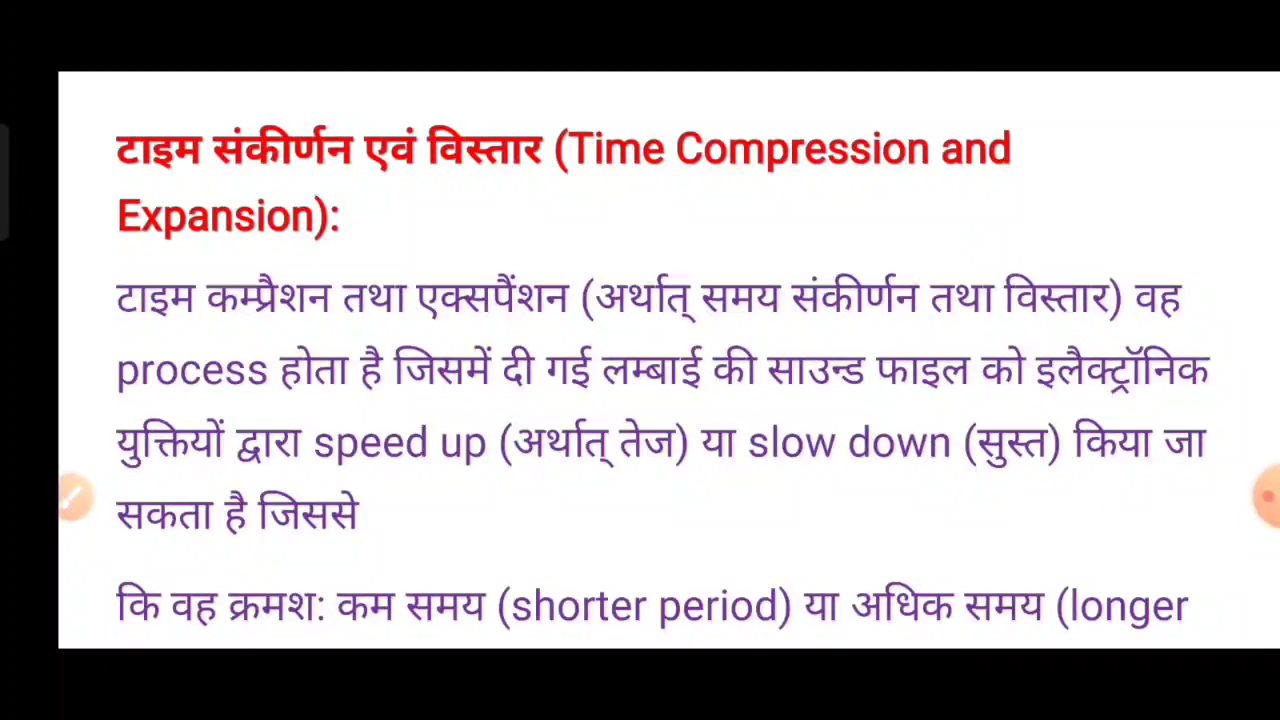 टाइम संकीर्णन एवं विस्तार (Time Compression and
Expansion):
टाइम कम्प्रैशन तथा एक्सपैंशन (अर्थात् समय संकीर्णन तथा विस्तार) वह
process होता है जिसमें दी गई लम्बाई की साउन्ड फाइल को इलैक्ट्रॉनिक
युक्तियों द्वारा speed up (अर्थात् तेज) या slow down (सुस्त) किया जा
सकता है जिससे
कि वह क्रमश: कम समय (shorter period) या अधिक समय (longer